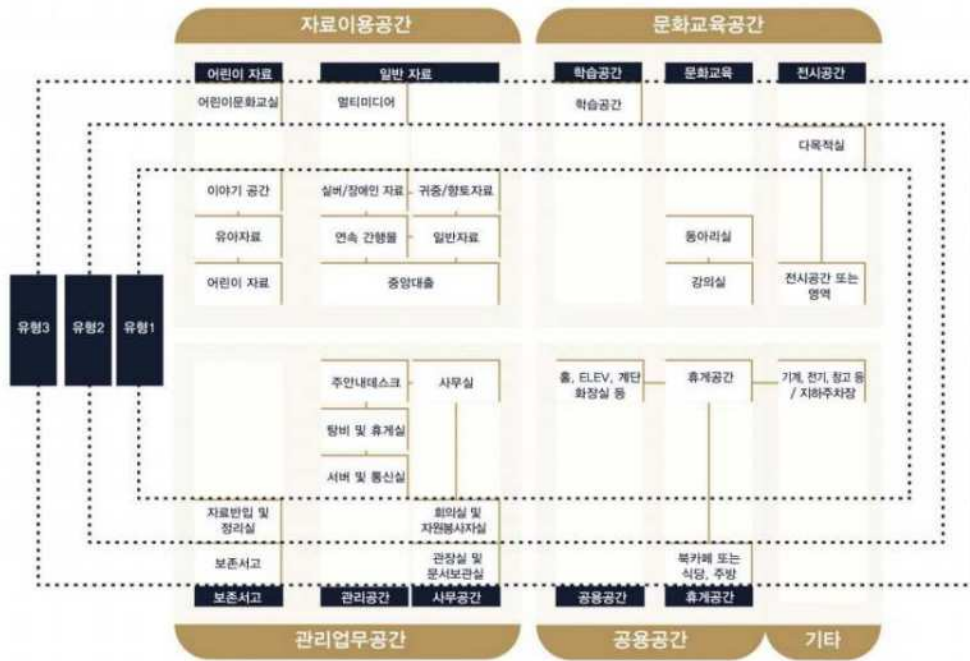 자료이용공간
문화교육공간
어린이 자료
일반 자료
학습공간
문화교육
전시공간
어린이문화교실
멀티미디어
학습공간
다목적실
이야기 공간
실버/장애인 자료
귀중/향토자료
유아자료
연속 간행물
일반자료
동아리실
어린이 자료
중앙대출
강의실
전시공간 또는
영역
유형3
유형2
유형1
주안내데스크
사무실
홀, ELEV, 계단
화장실 등
휴게공간
기계, 전기, 창고 등
/ 지하주차장
탕비 및 휴게실
서버 및 통신실
자료반입 및
정리실
회의실 및
자원봉사자실
보존서고
관장실 및
문서보관실
북카페 또는
식당, 주방
보존서고
관리공간
사무공간
공용공간
휴게공간
관리업무공간
공용공간
기타